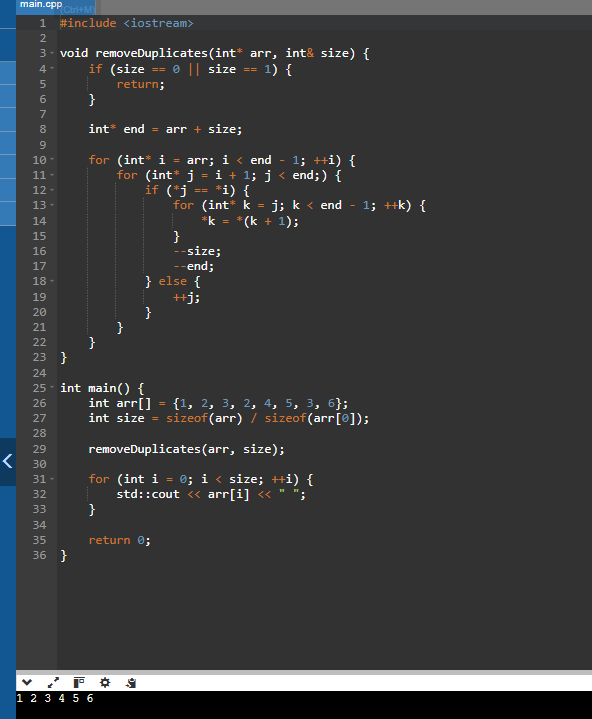 main.cpp
(Ctrl+M)
1 #include <iostream>
2
3 void removeDuplicates(int* arr, int& size) {
4     if (size == 0 || size == 1) {
5         return;
6     }
7
8     int* end = arr + size;
9
10     for (int* i = arr; i < end - 1; ++i) {
11         for (int* j = i + 1; j < end;) {
12             if (*j == *i) {
13                 for (int* k = j; k < end - 1; ++k) {
14                     *k = *(k + 1);
15                 }
16                 --size;
17                 --end;
18             } else {
19                 ++j;
20             }
21         }
22     }
23 }
24
25 int main() {
26     int arr[] = {1, 2, 3, 2, 4, 5, 3, 6};
27     int size = sizeof(arr) / sizeof(arr[0]);
28
29     removeDuplicates(arr, size);
30
31     for (int i = 0; i < size; ++i) {
32         std::cout << arr[i] << " ";
33     }
34
35     return 0;
36 }
1 2 3 4 5 6